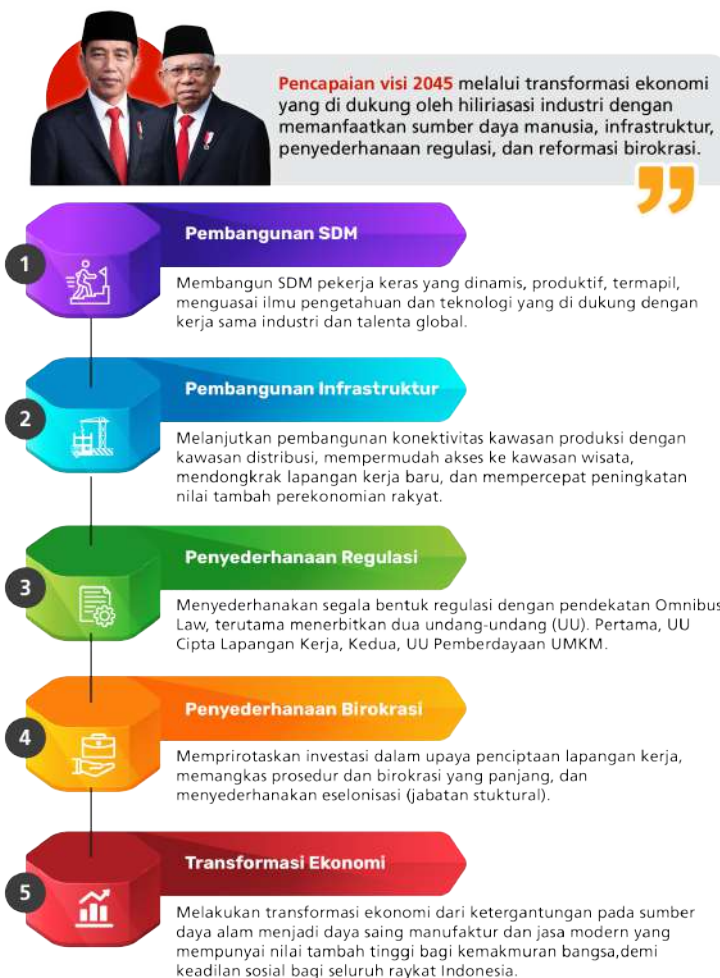 Pencapaian visi 2045 melalui transformasi ekonomi
yang di dukung oleh hiliriasasi industri dengan
memanfaatkan sumber daya manusia, infrastruktur,
penyederhanaan regulasi, dan reformasi birokrasi.
”
1
Pembangunan SDM
Membangun SDM pekerja keras yang dinamis, produktif, termapil,
menguasai ilmu pengetahuan dan teknologi yang di dukung dengan
kerja sama industri dan talenta global.
2
Pembangunan Infrastruktur
Melanjutkan pembangunan konektivitas kawasan produksi dengan
kawasan distribusi, mempermudah akses ke kawasan wisata,
mendongkrak lapangan kerja baru, dan mempercepat peningkatan
nilai tambah perekonomian rakyat.
3
Penyederhanaan Regulasi
Menyederhanakan segala bentuk regulasi dengan pendekatan Omnibus
Law, terutama menerbitkan dua undang-undang (UU). Pertama, UU
Cipta Lapangan Kerja, Kedua, UU Pemberdayaan UMKM.
4
Penyederhanaan Birokrasi
Memprirotaskan investasi dalam upaya penciptaan lapangan kerja,
memangkas prosedur dan birokrasi yang panjang, dan
menyederhanakan eselonisasi (jabatan stuktural).
5
Transformasi Ekonomi
Melakukan transformasi ekonomi dari ketergantungan pada sumber
daya alam menjadi daya saing manufaktur dan jasa modern yang
mempunyai nilai tambah tinggi bagi kemakmuran bangsa,demi
keadilan sosial bagi seluruh raykat Indonesia.